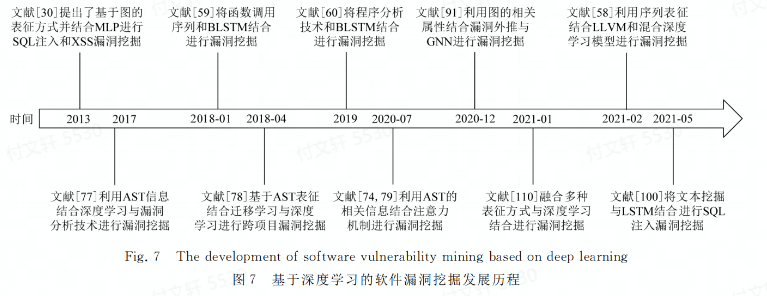 文献[30]提出了基于图的
表征方式并结合MLP进行
SQL注入和XSS漏洞挖掘
文献[59]将函数调用
序列和BLSTM结合
进行漏洞挖掘
文献[60]将程序分析
技术和BLSTM结合
进行漏洞挖掘
文献[91]利用图的相关
属性结合漏洞外推与
GNN进行漏洞挖掘
文献[58]利用序列表征
结合LLVM和混合深度
学习模型进行漏洞挖掘
时间 2013 2017 2018-01 2018-04 2019 2020-07 2020-12 2021-01 2021-02 2021-05
文献[77]利用AST信息
结合深度学习与漏洞
分析技术进行漏洞挖掘
文献[78]基于AST表征
结合迁移学习与深度
学习进行跨项目漏洞挖掘
文献[74,79]利用AST的
相关信息结合注意力
机制进行漏洞挖掘
文献[110]融合多种
表征方式与深度学习
结合进行漏洞挖掘
文献[100]将文本挖掘
与LSTM结合进行SQL
注入漏洞挖掘
Fig. 7 The development of software vulnerability mining based on deep learning
图 7 基于深度学习的软件漏洞挖掘发展历程